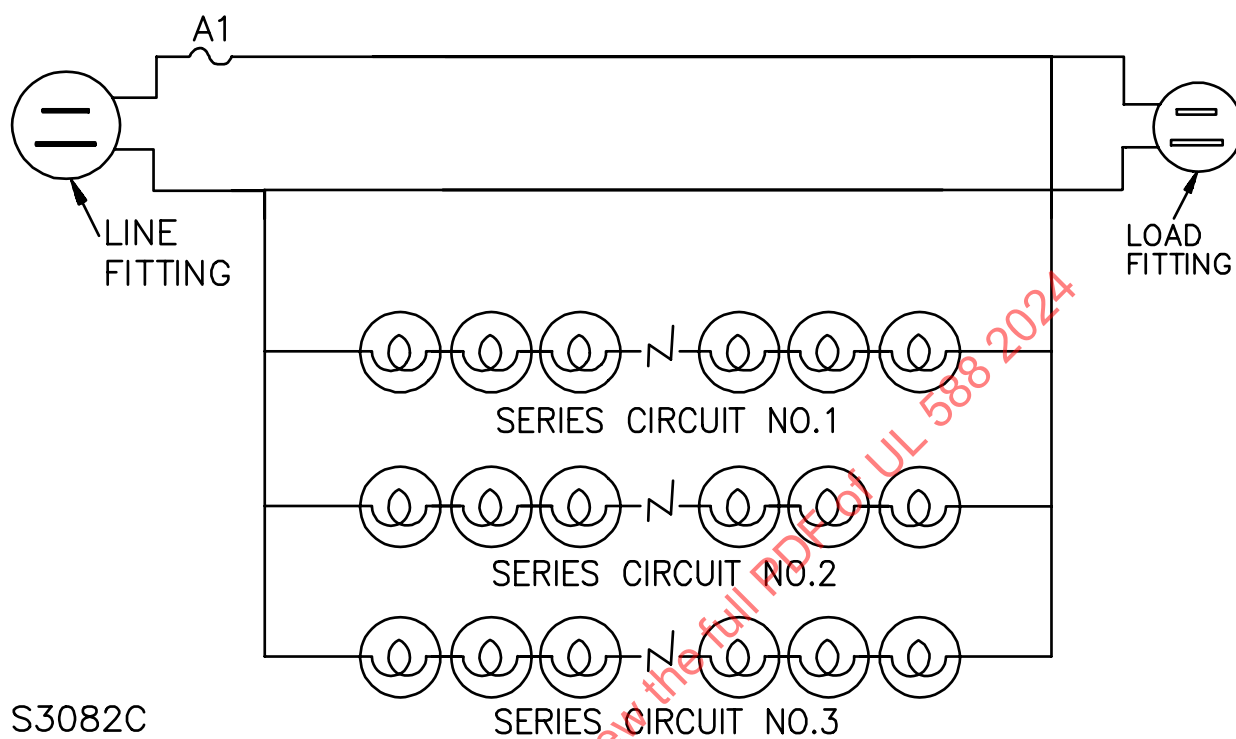 A1
LINE
FITTING
LOAD
FITTING
SERIES CIRCUIT NO.1
SERIES CIRCUIT NO.2
SERIES CIRCUIT NO.3
S3082C
ew the full PDF of UL 588 2024